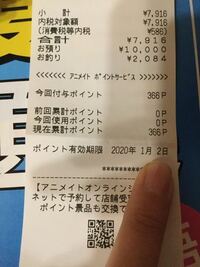 小 計 ¥7,916
内税対象額 ¥7,916
(消費税等内税 ¥586)
合計 ¥7,916
お預り ¥10,000
お釣り ¥2,084
<<<<<< アニメイト ポイントサービス >>>>>>
今回付与ポイント 366P
前回累計ポイント 0P
今回使用ポイント 0P
現在累計ポイント 366P
ポイント有効期限 2020年 1月 2日
【アニメイトオンライン
ネットで予約して店舗受
ポイント景品も交換で